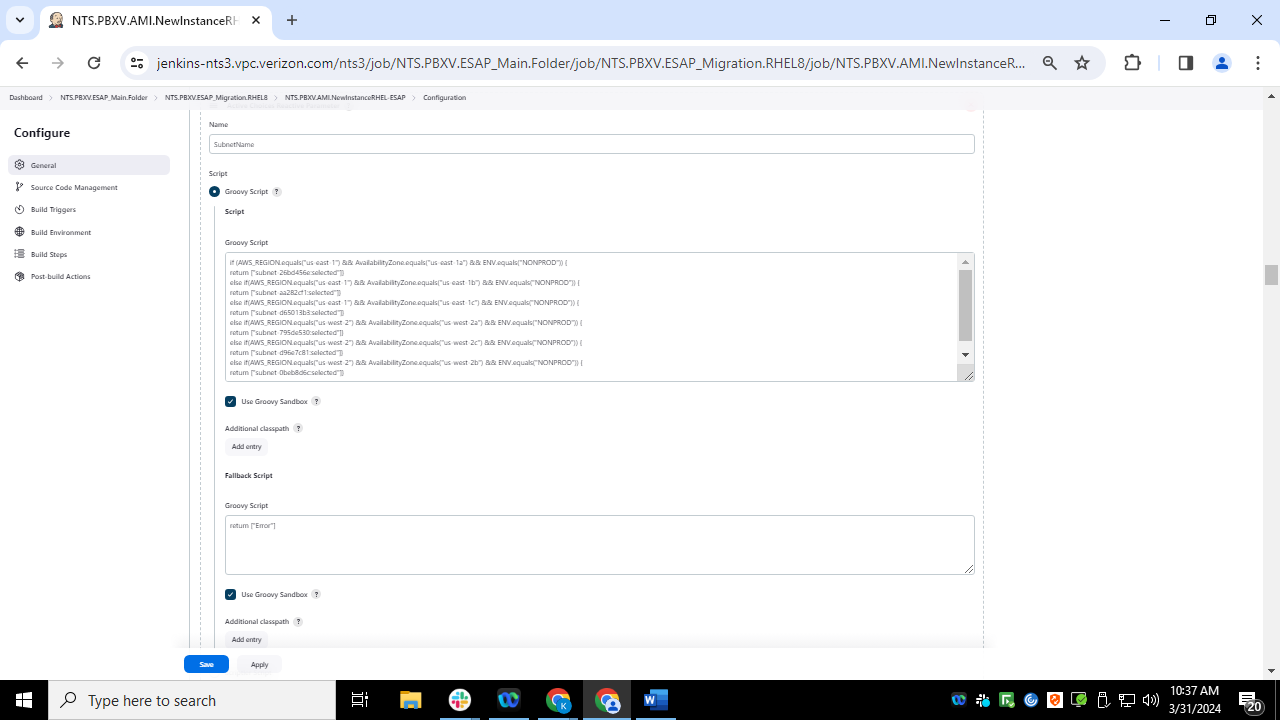 NTS.PBXV.AMI.NewInstanceRH
jenkins-nts3.vpc.verizon.com/nts3/job/NTS.PBXV.ESAP_Main.Folder/job/NTS.PBXV.ESAP_Migration.RHEL8/job/NTS.PBXV.AMI.NewInstanceR...
Dashboard > NTS.PBXV.ESAP_Main.Folder > NTS.PBXV.ESAP_Migration.RHEL8 > NTS.PBXV.AMI.NewInstanceRHEL-ESAP > Configuration
Configure
General
Source Code Management
Build Triggers
Build Environment
Build Steps
Post-build Actions
Name
SubnetName
Script
Groovy Script ?
Script
Groovy Script
if (AWS_REGION.equals("us-east-1") && AvailabilityZone.equals("us-east-1a") && ENV.equals("NONPROD")) {
return ["subnet-26bd456e:selected"]}
else if(AWS_REGION.equals("us-east-1") && AvailabilityZone.equals("us-east-1b") && ENV.equals("NONPROD")) {
return ["subnet-aa282cf1:selected"]}
else if(AWS_REGION.equals("us-east-1") && AvailabilityZone.equals("us-east-1c") && ENV.equals("NONPROD")) {
return ["subnet-d65013b3:selected"]}
else if(AWS_REGION.equals("us-west-2") && AvailabilityZone.equals("us-west-2a") && ENV.equals("NONPROD")) {
return ["subnet-795de530:selected"]}
else if(AWS_REGION.equals("us-west-2") && AvailabilityZone.equals("us-west-2c") && ENV.equals("NONPROD")) {
return ["subnet-d96e7c81:selected"]}
else if(AWS_REGION.equals("us-west-2") && AvailabilityZone.equals("us-west-2b") && ENV.equals("NONPROD")) {
return ["subnet-0beb8d6c:selected"]}
Use Groovy Sandbox ?
Additional classpath ?
Add entry
Fallback Script
Groovy Script
return ["Error"]
Use Groovy Sandbox ?
Additional classpath ?
Add entry
Save Apply
Type here to search
K
W
10:37 AM
3/31/2024
20